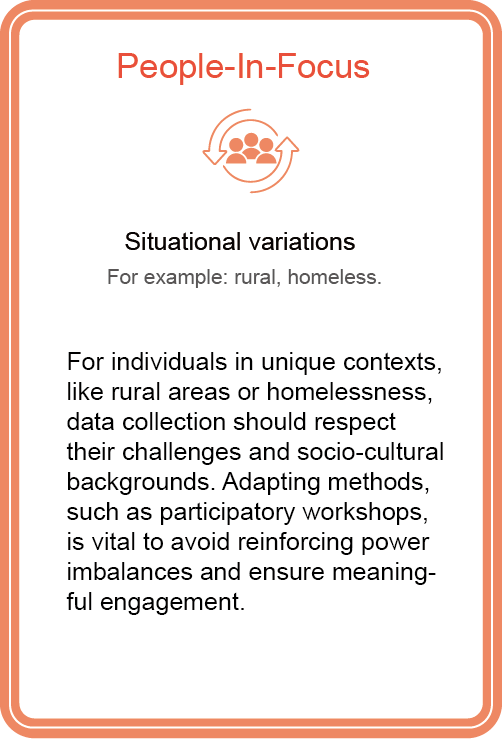 People-In-Focus
Situational variations
For example: rural, homeless.
For individuals in unique contexts,
like rural areas or homelessness,
data collection should respect
their challenges and socio-cultural
backgrounds. Adapting methods,
such as participatory workshops,
is vital to avoid reinforcing power
imbalances and ensure meaning-
ful engagement.